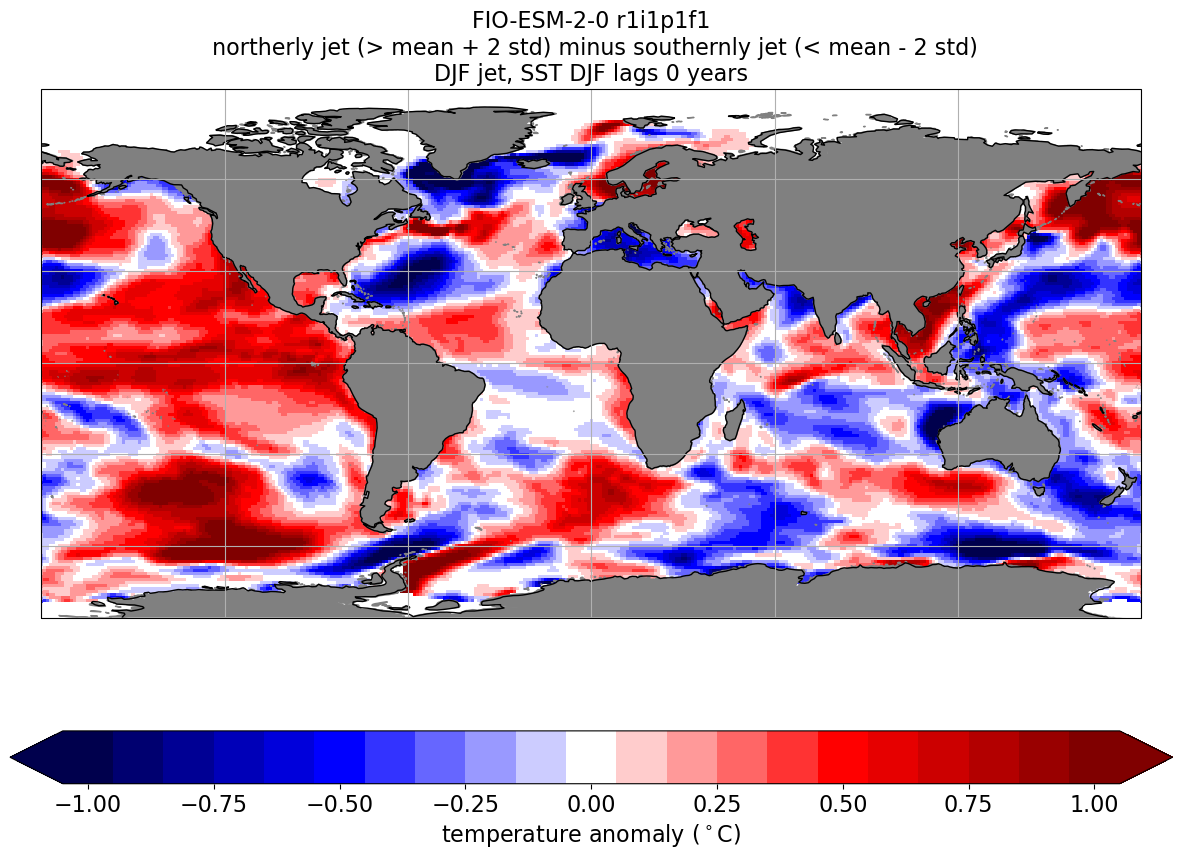 FIO-ESM-2-0 r1i1p1f1
northerly jet (> mean + 2 std) minus southernly jet (< mean - 2 std)
DJF jet, SST DJF lags 0 years
−1.00 −0.75 −0.50 −0.25 0.00 0.25 0.50 0.75 1.00
temperature anomaly (°C)